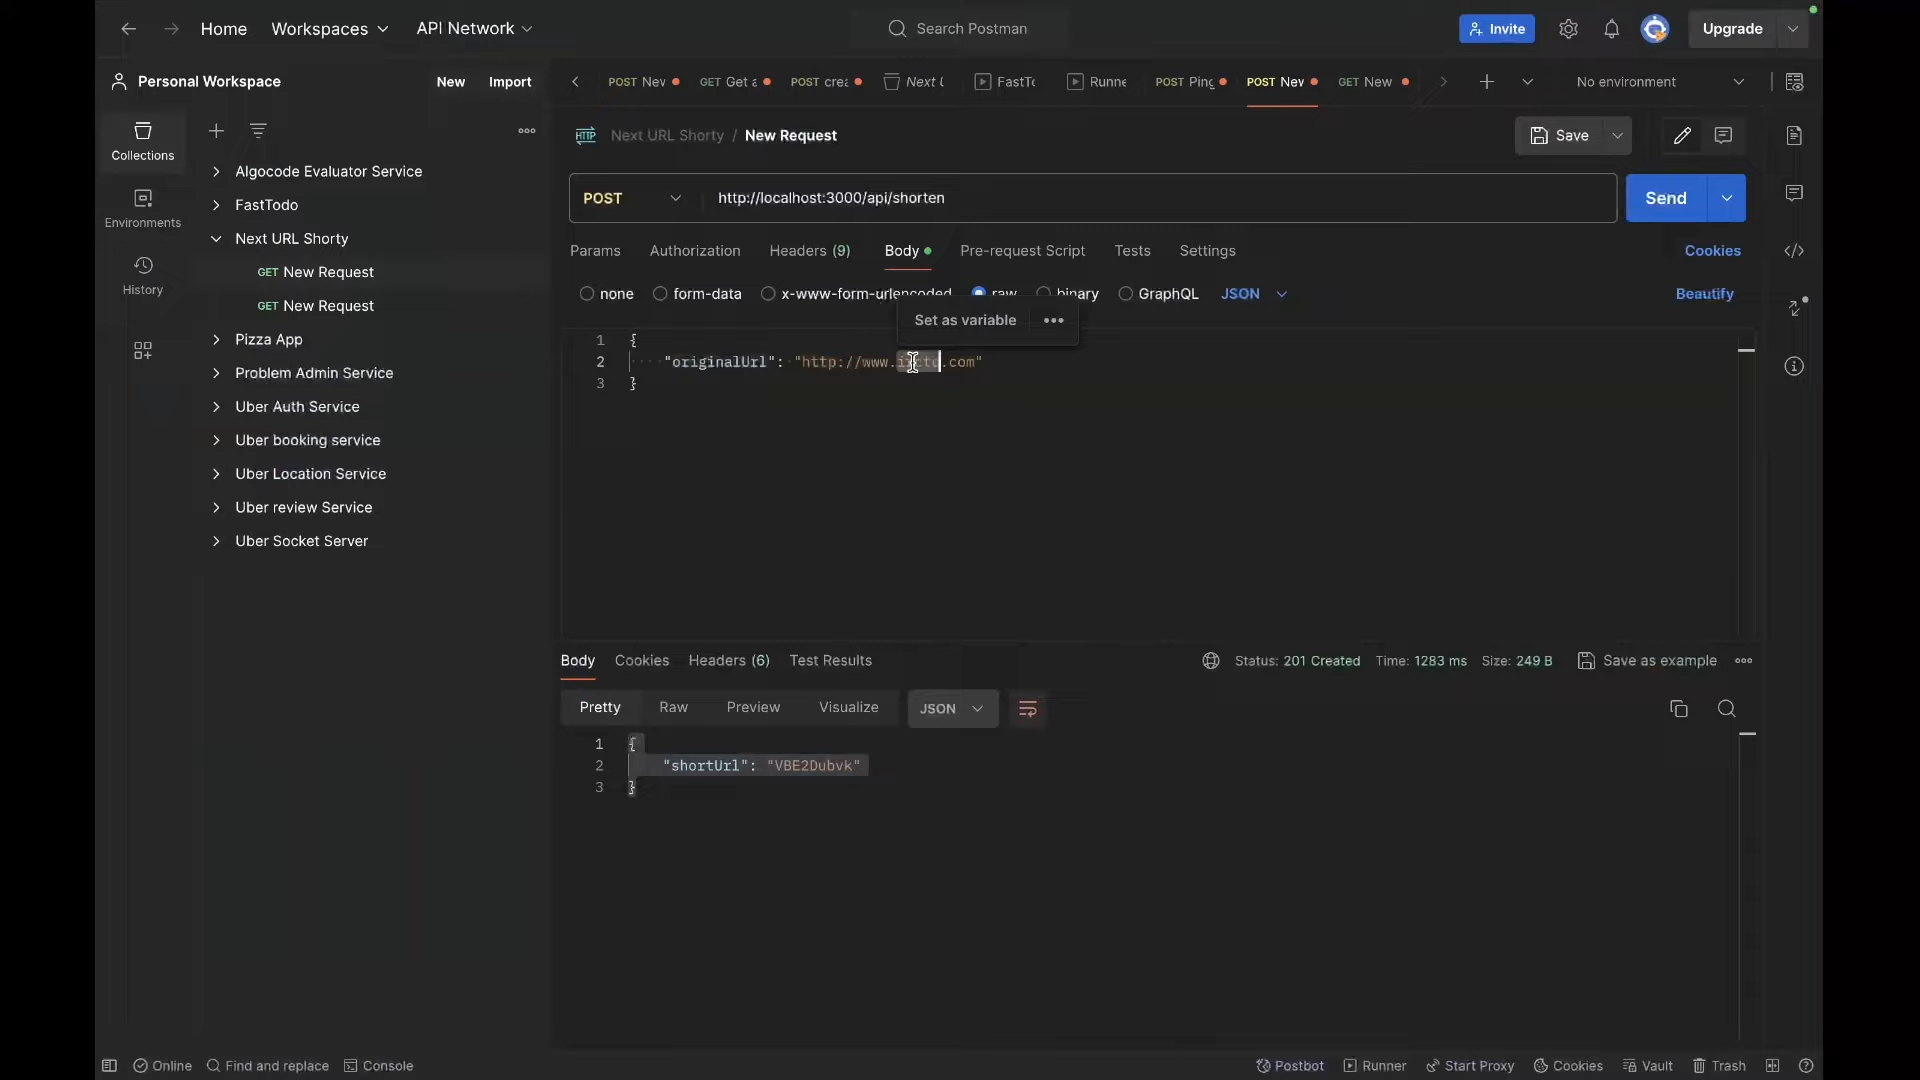 Home
Workspaces
API Network
Search Postman
Invite
Upgrade
Personal Workspace
New
Import
POST Nev
GET Get a
POST crea
Next U
FastTo
Runne
POST Ping
POST Nev
GET New
No environment
Collections
Environments
History
Algocode Evaluator Service
FastTodo
Next URL Shorty
GET New Request
GET New Request
Pizza App
Problem Admin Service
Uber Auth Service
Uber booking service
Uber Location Service
Uber review Service
Uber Socket Server
HTTP
Next URL Shorty / New Request
Save
POST
http://localhost:3000/api/shorten
Send
Params
Authorization
Headers (9)
Body
Pre-request Script
Tests
Settings
Cookies
none
form-data
x-www-form-urlencoded
raw
binary
GraphQL
JSON
Beautify
Set as variable
1 {
2 "originalUrl": "http://www. .com"
3 }
Body
Cookies
Headers (6)
Test Results
Status: 201 Created
Time: 1283 ms
Size: 249 B
Save as example
Pretty
Raw
Preview
Visualize
JSON
1 {
2 "shortUrl": "VBE2Dubvk"
3 }
Online
Find and replace
Console
Postbot
Runner
Start Proxy
Cookies
Vault
Trash